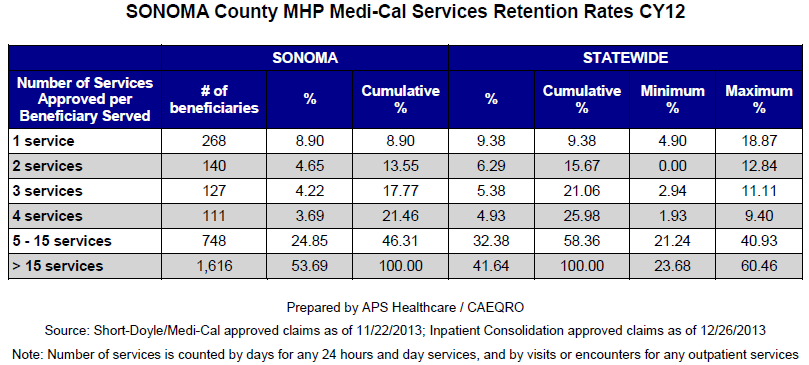 SONOMA County MHP Medi-Cal Services Retention Rates CY12
SONOMA STATEWIDE
Number of Services Approved per Beneficiary Served # of beneficiaries % Cumulative % % Cumulative % Minimum % Maximum %
1 service 268 8.90 8.90 9.38 9.38 4.90 18.87
2 services 140 4.65 13.55 6.29 15.67 0.00 12.84
3 services 127 4.22 17.77 5.38 21.06 2.94 11.11
4 services 111 3.69 21.46 4.93 25.98 1.93 9.40
5 - 15 services 748 24.85 46.31 32.38 58.36 21.24 40.93
> 15 services 1,616 53.69 100.00 41.64 100.00 23.68 60.46
Prepared by APS Healthcare / CAEQRO
Source: Short-Doyle/Medi-Cal approved claims as of 11/22/2013; Inpatient Consolidation approved claims as of 12/26/2013
Note: Number of services is counted by days for any 24 hours and day services, and by visits or encounters for any outpatient services